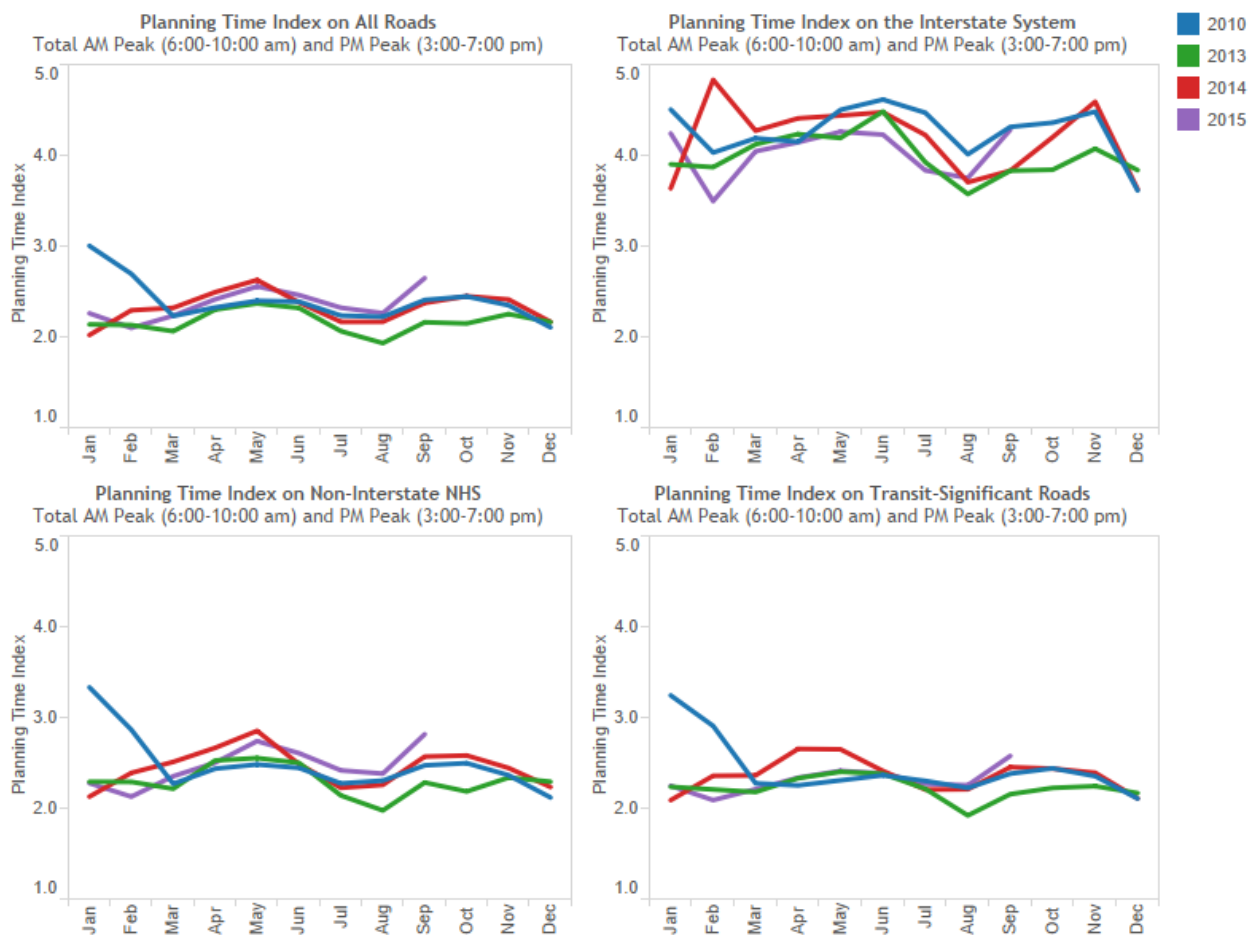 Planning Time Index on All Roads
Total AM Peak (6:00-10:00 am) and PM Peak (3:00-7:00 pm)
5.0
4.0
3.0
2.0
1.0
Planning Time Index
Jan
Feb
Mar
Apr
May
Jun
Jul
Aug
Sep
Oct
Nov
Dec
Planning Time Index on the Interstate System
Total AM Peak (6:00-10:00 am) and PM Peak (3:00-7:00 pm)
5.0
4.0
3.0
2.0
1.0
Planning Time Index
Jan
Feb
Mar
Apr
May
Jun
Jul
Aug
Sep
Oct
Nov
Dec
2010
2013
2014
2015
Planning Time Index on Non-Interstate NHS
Total AM Peak (6:00-10:00 am) and PM Peak (3:00-7:00 pm)
5.0
4.0
3.0
2.0
1.0
Planning Time Index
Jan
Feb
Mar
Apr
May
Jun
Jul
Aug
Sep
Oct
Nov
Dec
Planning Time Index on Transit-Significant Roads
Total AM Peak (6:00-10:00 am) and PM Peak (3:00-7:00 pm)
5.0
4.0
3.0
2.0
1.0
Planning Time Index
Jan
Feb
Mar
Apr
May
Jun
Jul
Aug
Sep
Oct
Nov
Dec